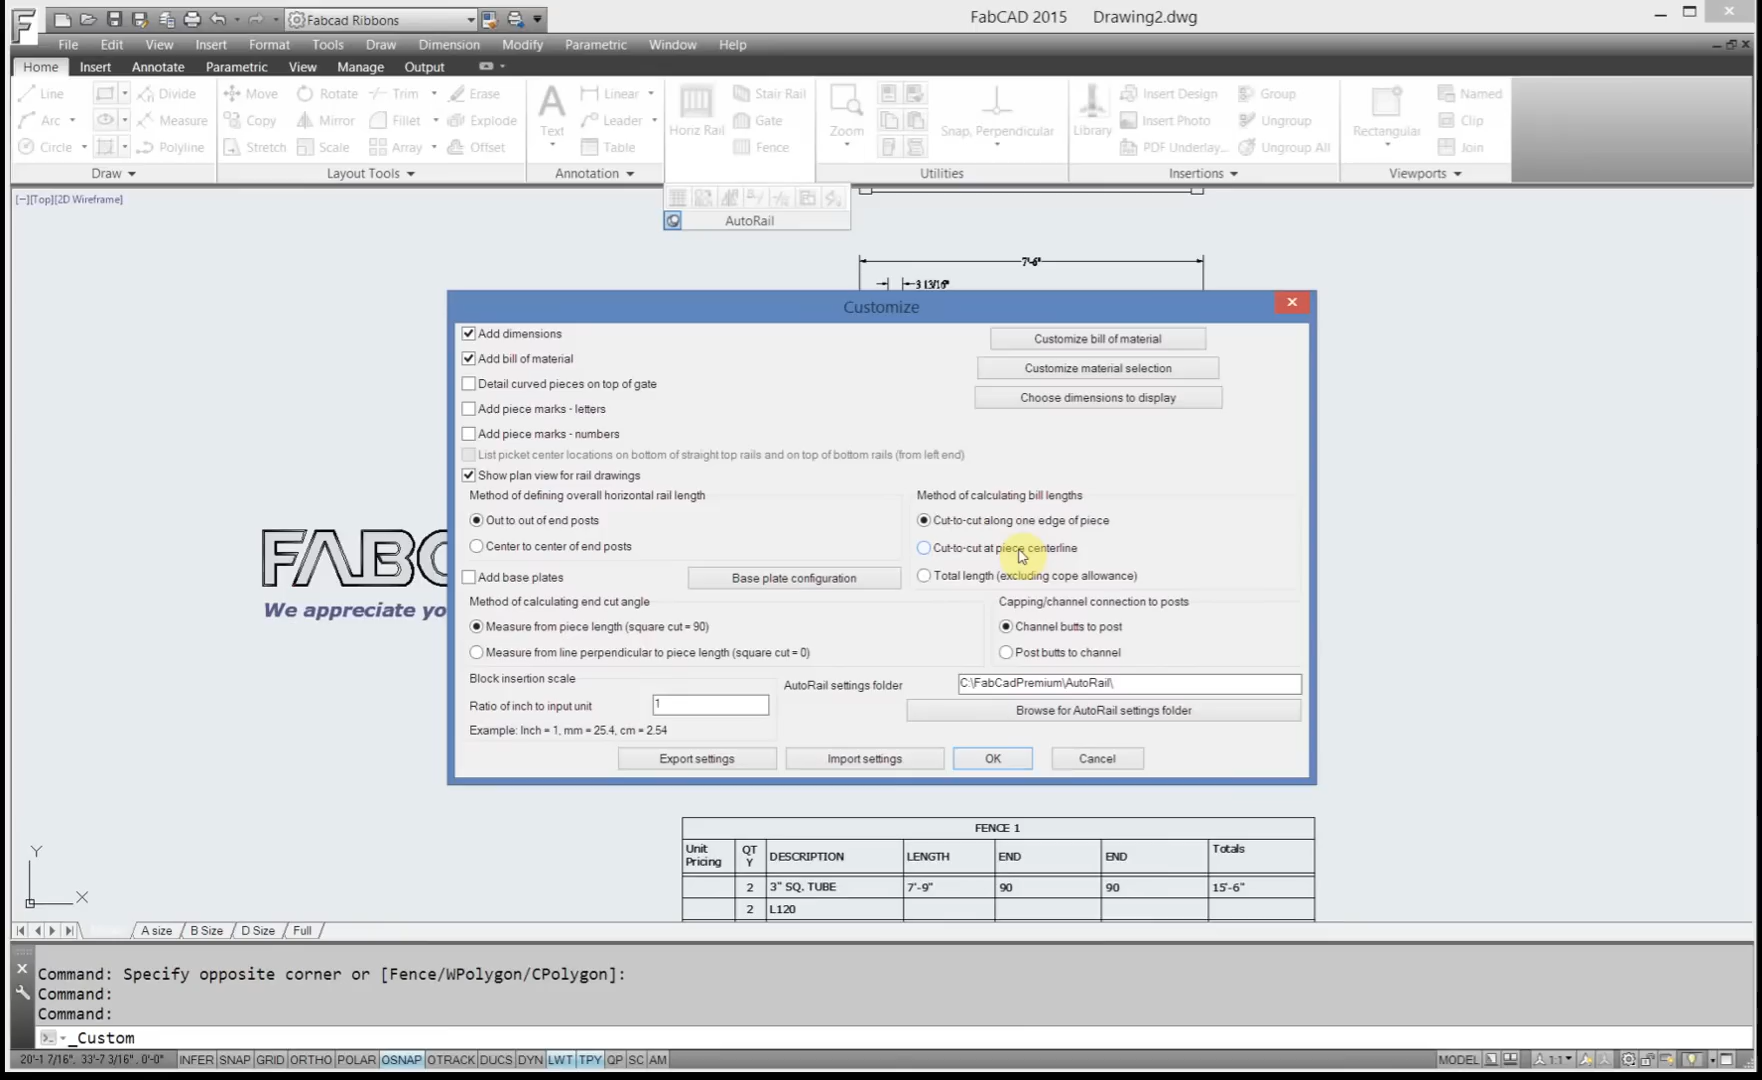 Fabcad Ribbons
FabCAD 2015 Drawing2.dwg
File Edit View Insert Format Tools Draw Dimension Modify Parametric Window Help
Home Insert Annotate Parametric View Manage Output
Line Divide Move Rotate Trim Erase Linear Stair Rail Insert Design Group Named
Arc Measure Copy Mirror Fillet Explode Text Leader Horiz Rail Gate Zoom Snap, Perpendicular Library Insert Photo Ungroup Rectangular Clip
Circle Polyline Stretch Scale Array Offset Table Fence PDF Underlay... Ungroup All Join
Draw Layout Tools Annotation Utilities Insertions Viewports
[−][Top][2D Wireframe]
AutoRail
7'-6"
3 13/16"
Customize
Add dimensions
Customize bill of material
Add bill of material
Customize material selection
Detail curved pieces on top of gate
Choose dimensions to display
Add piece marks - letters
Add piece marks - numbers
List picket center locations on bottom of straight top rails and on top of bottom rails (from left end)
Show plan view for rail drawings
Method of defining overall horizontal rail length
Method of calculating bill lengths
Out to out of end posts
Cut-to-cut along one edge of piece
Center to center of end posts
Cut-to-cut at piece centerline
Add base plates
Base plate configuration
Total length (excluding cope allowance)
Method of calculating end cut angle
Capping/channel connection to posts
Measure from piece length (square cut = 90)
Channel butts to post
Measure from line perpendicular to piece length (square cut = 0)
Post butts to channel
Block insertion scale
AutoRail settings folder
C:\FabCadPremium\AutoRail\
Ratio of inch to input unit
1
Browse for AutoRail settings folder
Example: Inch = 1, mm = 25.4, cm = 2.54
Export settings Import settings OK Cancel
FABC
We appreciate yo
FENCE 1
Unit Pricing QTY DESCRIPTION LENGTH END END Totals
2 3" SQ. TUBE 7'-9" 90 90 15'-6"
2 L120
Y
X
A size B Size D Size Full
Command: Specify opposite corner or [Fence/WPolygon/CPolygon]:
Command:
Command:
_Custom
20'-1 7/16", 33'-7 3/16", 0'-0" INFER SNAP GRID ORTHO POLAR OSNAP OTRACK DUCS DYN LWT TPY QP SC AM MODEL 1:1